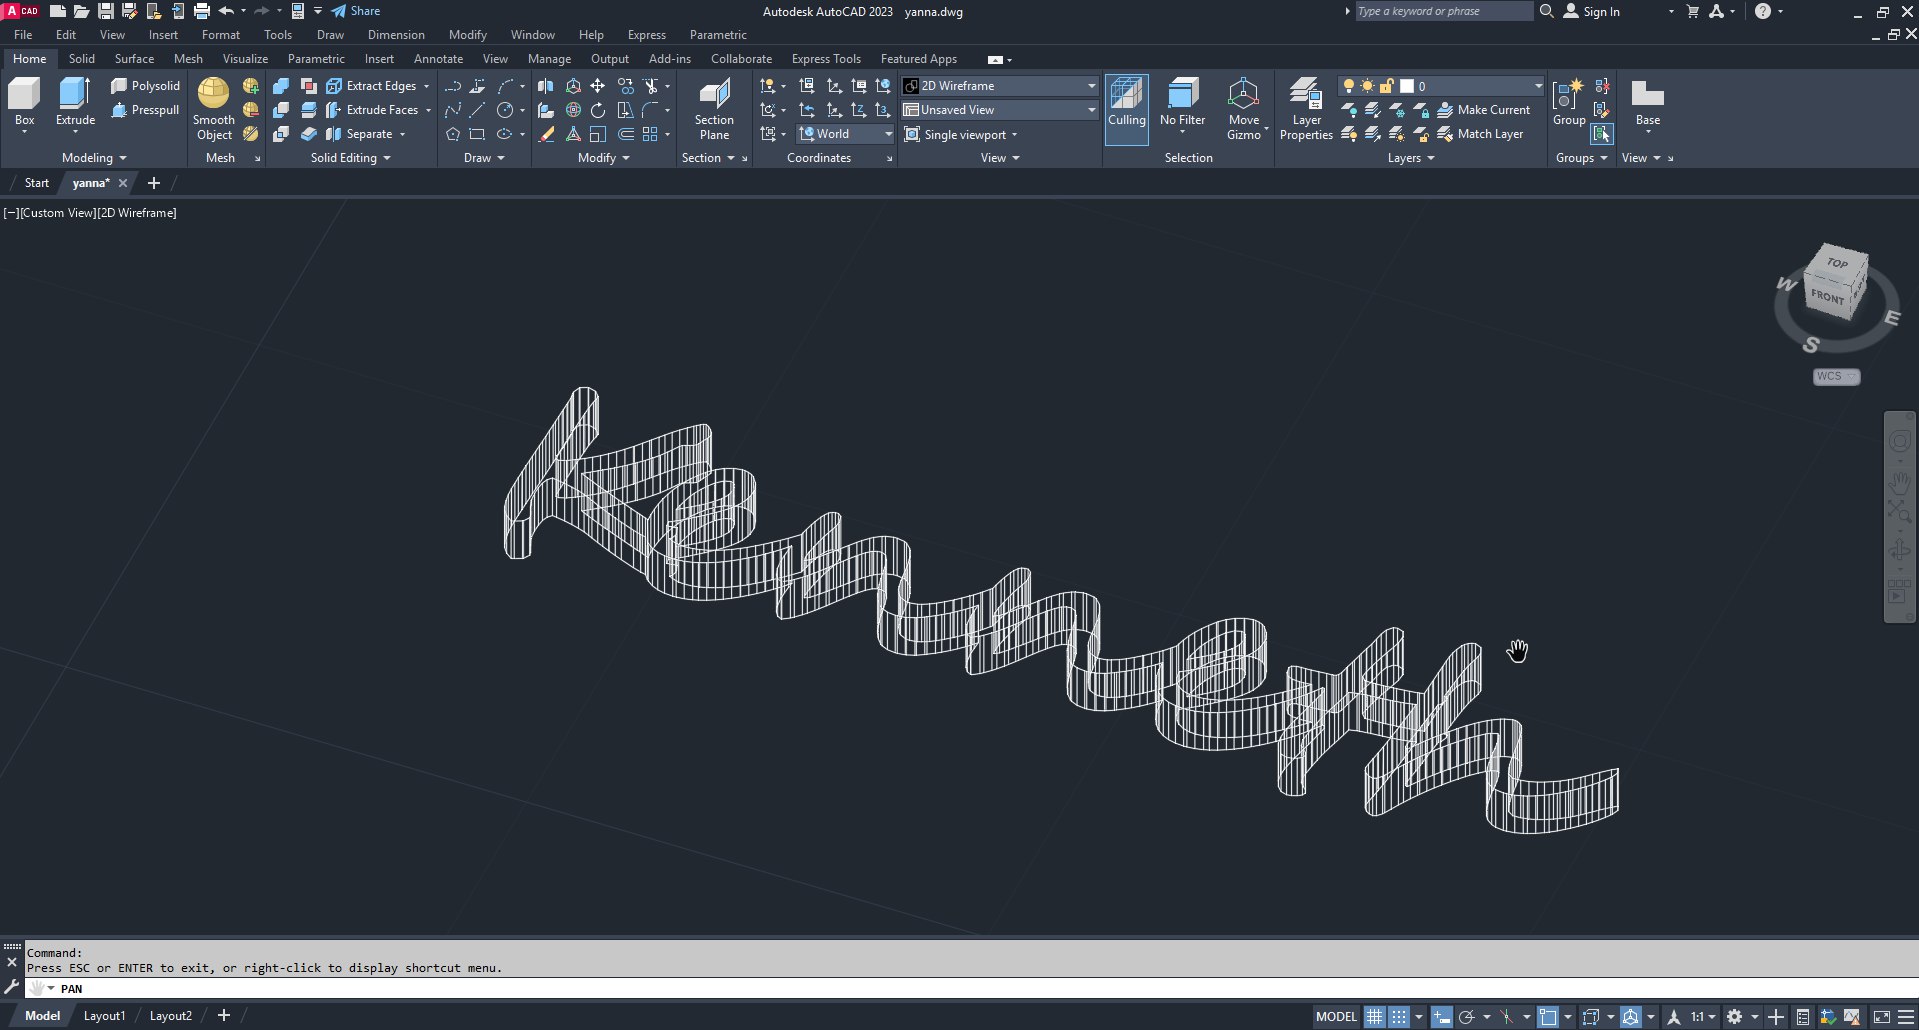 A CAD Share Autodesk AutoCAD 2023 yanna.dwg Type a keyword or phrase Sign In ?
File Edit View Insert Format Tools Draw Dimension Modify Window Help Express Parametric
Home Solid Surface Mesh Visualize Parametric Insert Annotate View Manage Output Add-ins Collaborate Express Tools Featured Apps
Polysolid Extract Edges 2D Wireframe 0
Presspull Extrude Faces Unsaved View Make Current
Box Extrude Smooth Object Separate Section Plane World Single viewport Culling No Filter Move Gizmo Layer Properties Match Layer Group Base
Modeling Mesh Solid Editing Draw Modify Section Coordinates View Selection Layers Groups View
Start yanna*
[−][Custom View][2D Wireframe]
TOP
W FRONT E
S
WCS
Kenneth
Command:
Press ESC or ENTER to exit, or right-click to display shortcut menu.
PAN
Model Layout1 Layout2 MODEL 1:1